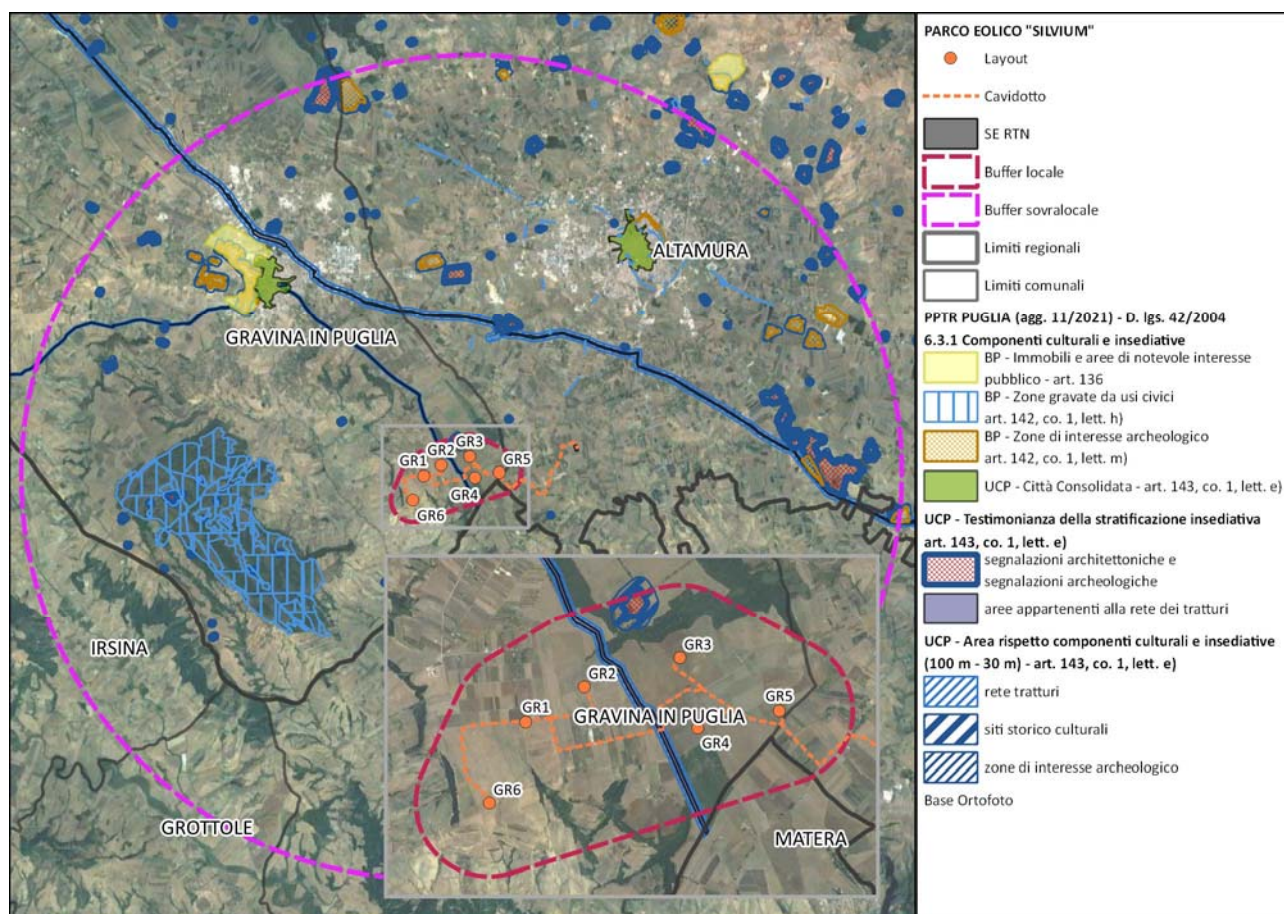 ALTAMURA
GRAVINA IN PUGLIA
GR3
GR2
GR1
GR5
GR4
GR6
IRSINA
GROTTOLE
GR3
GR2
GR5
GR1
GRAVINA IN PUGLIA
GR4
GR6
MATERA
PARCO EOLICO "SILVIUM"
Layout
Cavidotto
SE RTN
Buffer locale
Buffer sovralocale
Limiti regionali
Limiti comunali
PPTR PUGLIA (agg. 11/2021) - D. lgs. 42/2004
6.3.1 Componenti culturali e insediative
BP - Immobili e aree di notevole interesse
pubblico - art. 136
BP - Zone gravate da usi civici
art. 142, co. 1, lett. h)
BP - Zone di interesse archeologico
art. 142, co. 1, lett. m)
UCP - Città Consolidata - art. 143, co. 1, lett. e)
UCP - Testimonianza della stratificazione insediativa
art. 143, co. 1, lett. e)
segnalazioni architettoniche e
segnalazioni archeologiche
aree appartenenti alla rete dei tratturi
UCP - Area rispetto componenti culturali e insediative
(100 m - 30 m) - art. 143, co. 1, lett. e)
rete tratturi
siti storico culturali
zone di interesse archeologico
Base Ortofoto